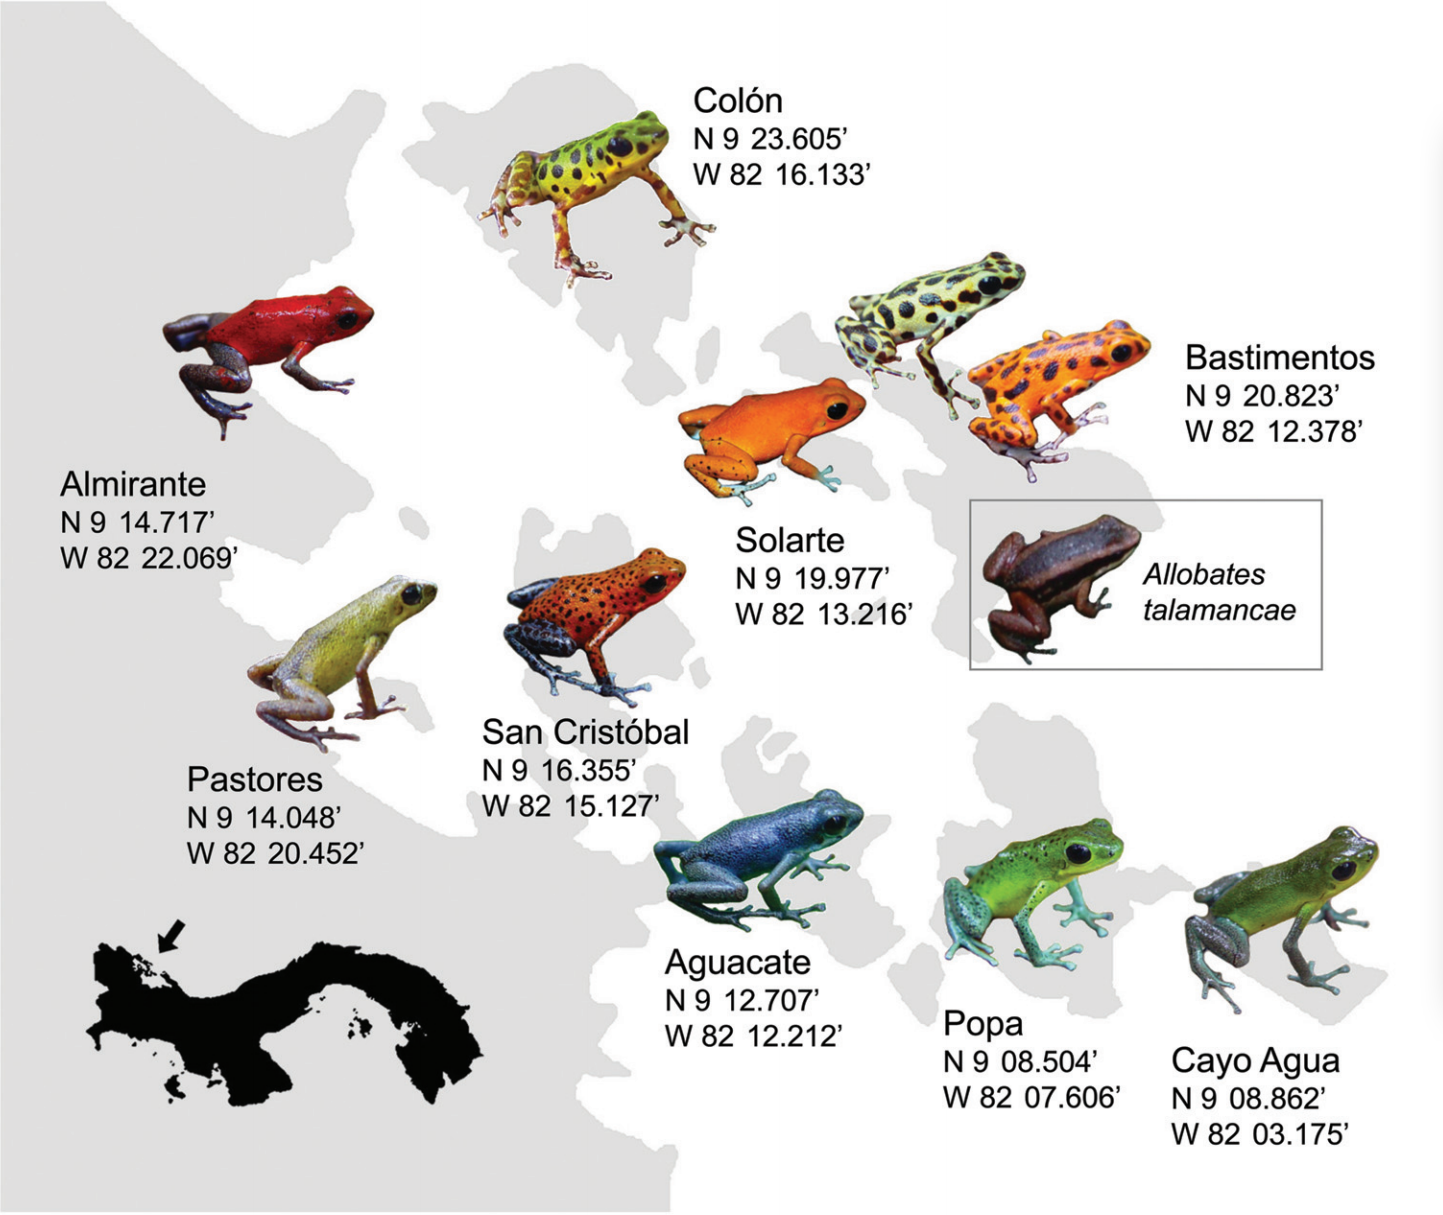 Colón
N 9 23.605’
W 82 16.133’
Bastimentos
N 9 20.823’
W 82 12.378’
Almirante
N 9 14.717’
W 82 22.069’
Solarte
N 9 19.977’
W 82 13.216’
Allobates
talamancae
San Cristóbal
N 9 16.355’
W 82 15.127’
Pastores
N 9 14.048’
W 82 20.452’
Aguacate
N 9 12.707’
W 82 12.212’
Popa
N 9 08.504’
W 82 07.606’
Cayo Agua
N 9 08.862’
W 82 03.175’